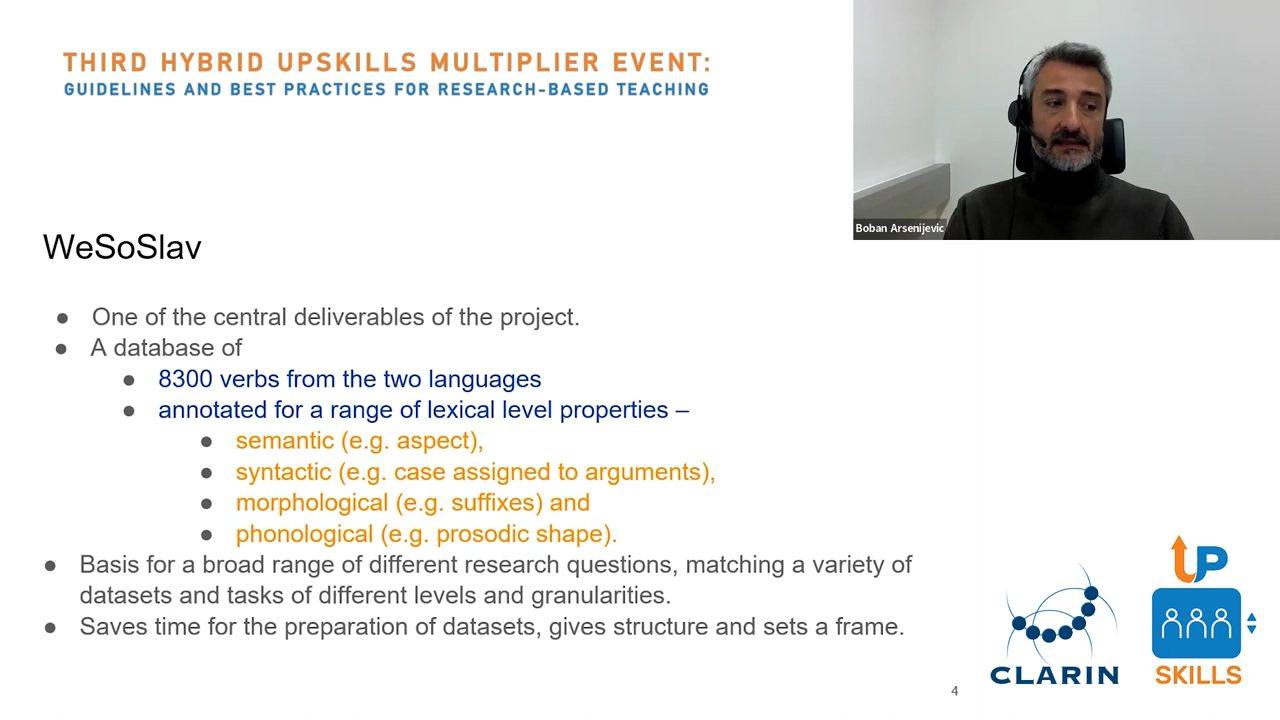 THIRD HYBRID UPSKILLS MULTIPLIER EVENT:
GUIDELINES AND BEST PRACTICES FOR RESEARCH-BASED TEACHING
Boban Arsenijevic
WeSoSlav
● One of the central deliverables of the project.
● A database of
● 8300 verbs from the two languages
● annotated for a range of lexical level properties –
● semantic (e.g. aspect),
● syntactic (e.g. case assigned to arguments),
● morphological (e.g. suffixes) and
● phonological (e.g. prosodic shape).
● Basis for a broad range of different research questions, matching a variety of
datasets and tasks of different levels and granularities.
● Saves time for the preparation of datasets, gives structure and sets a frame.
CLARIN
UP
SKILLS
4